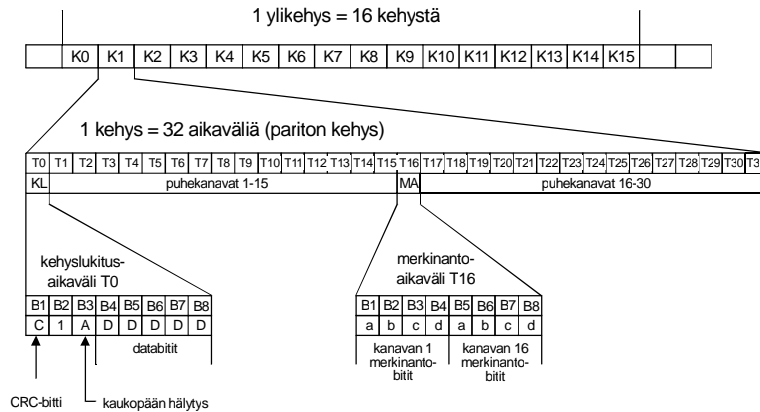 1 ylikehys = 16 kehystä
K0 K1 K2 K3 K4 K5 K6 K7 K8 K9 K10 K11 K12 K13 K14 K15
1 kehys = 32 aikaväliä (pariton kehys)
T0 T1 T2 T3 T4 T5 T6 T7 T8 T9 T10 T11 T12 T13 T14 T15 T16 T17 T18 T19 T20 T21 T22 T23 T24 T25 T26 T27 T28 T29 T30 T3
KL puhekanavat 1-15 MA puhekanavat 16-30
kehyslukitus-
aikaväli T0
merkinanto-
aikaväli T16
B1 B2 B3 B4 B5 B6 B7 B8
C 1 A D D D D D
databitit
B1 B2 B3 B4 B5 B6 B7 B8
a b c d a b c d
kanavan 1
merkinanto-
bitit
kanavan 16
merkinanto-
bitit
CRC-bitti
kaukopään hälytys